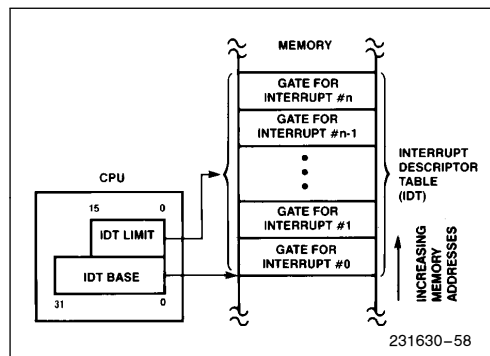 MEMORY
GATE FOR
INTERRUPT #n
GATE FOR
INTERRUPT #n-1
INTERRUPT
DESCRIPTOR
TABLE
(IDT)
CPU
15 0
IDT LIMIT
IDT BASE
31 0
GATE FOR
INTERRUPT #1
GATE FOR
INTERRUPT #0
INCREASING
MEMORY
ADDRESSES
231630–58